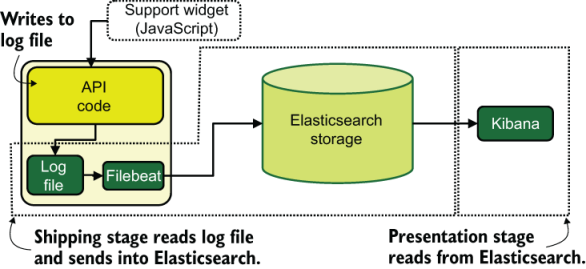 Writes to
log file
Support widget
(JavaScript)
API
code
Log
file
Filebeat
Elasticsearch
storage
Kibana
Shipping stage reads log file
and sends into Elasticsearch.
Presentation stage
reads from Elasticsearch.